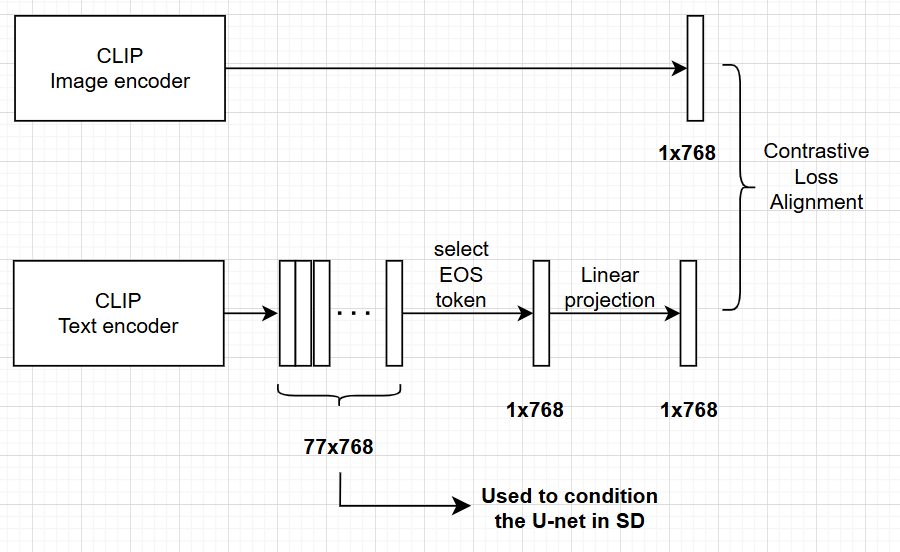 CLIP
Image encoder
1x768
Contrastive
Loss
Alignment
CLIP
Text encoder
...
select
EOS
token
Linear
projection
1x768
1x768
77x768
Used to condition
the U-net in SD